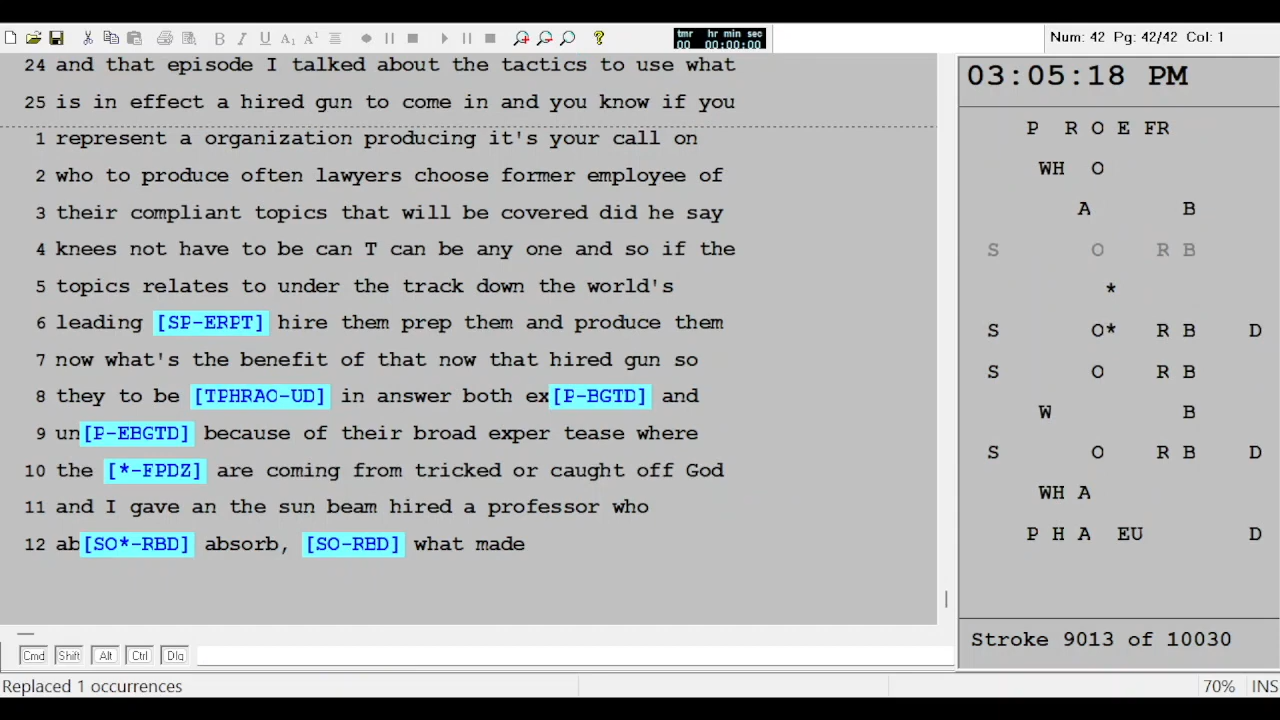 tmr hr min sec
00 00:00:00
Num: 42 Pg: 42/42 Col: 1
24 and that episode I talked about the tactics to use what
25 is in effect a hired gun to come in and you know if you
1 represent a organization producing it's your call on
2 who to produce often lawyers choose former employee of
3 their compliant topics that will be covered did he say
4 knees not have to be can T can be any one and so if the
5 topics relates to under the track down the world's
6 leading [SP-ERPT] hire them prep them and produce them
7 now what's the benefit of that now that hired gun so
8 they to be [TPHRAO-UD] in answer both ex[P-BGTD] and
9 un[P-EBGTD] because of their broad exper tease where
10 the [*-FPDZ] are coming from tricked or caught off God
11 and I gave an the sun beam hired a professor who
12 ab[SO*-RBD] absorb, [SO-RBD] what made
03:05:18 PM
P R O E FR
WH O
A B
S O R B
*
S O* R B D
S O R B
W B
S O R B D
WH A
P H A EU D
Stroke 9013 of 10030
Cmd Shift Alt Ctrl Dlg
Replaced 1 occurrences
70% INS